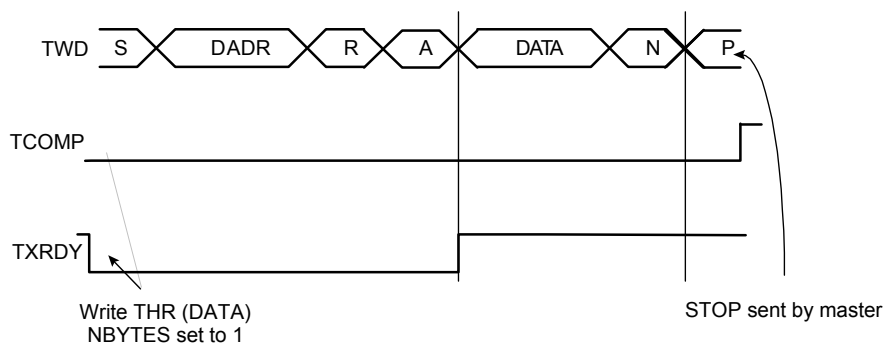 TWD S DADR R A DATA N P
TCOMP
TXRDY
Write THR (DATA)
NBYTES set to 1
STOP sent by master